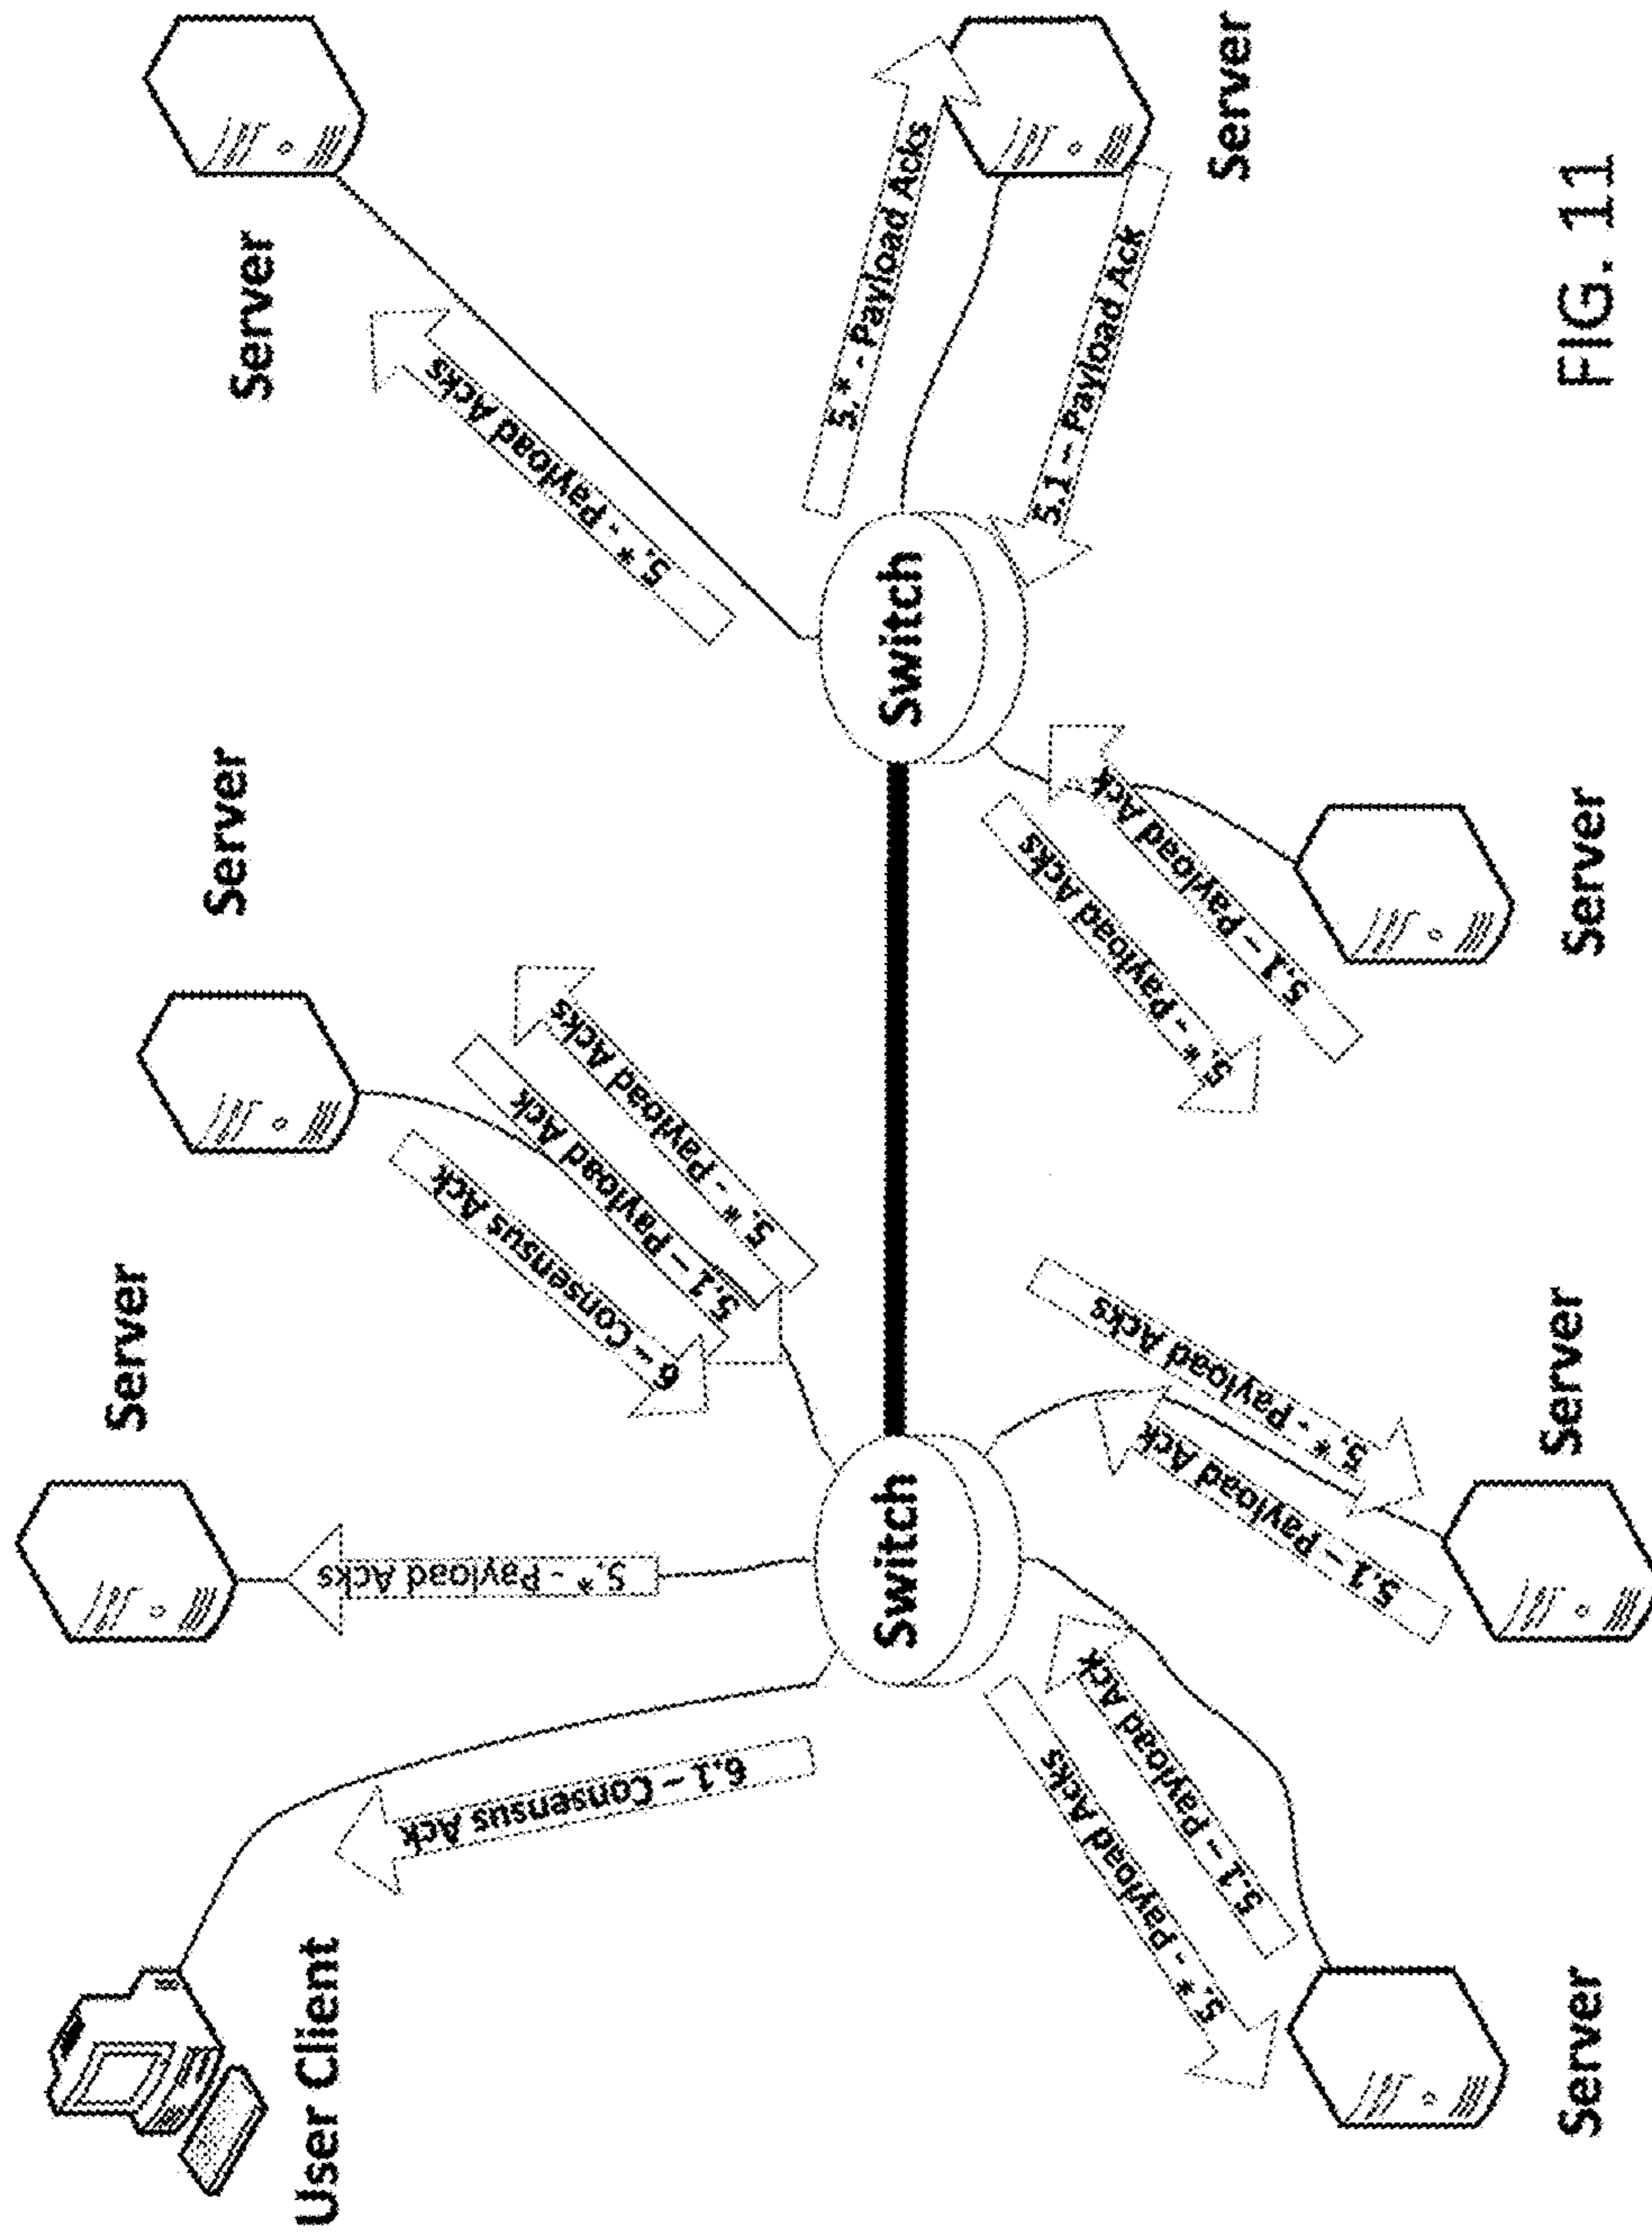 Server
Server
Server
User Client
6.1 – Consensus Ack
5.* - Payload Acks
6 – Consensus Ack
5.1 – Payload Ack
5.* - Payload Acks
5.* - Payload Acks
5.* - Payload Acks
Switch
Switch
5.1 – Payload Ack
Server
5.* - Payload Acks
5.1 – Payload Ack
5.1 – Payload Ack
5.* - Payload Acks
5.* - Payload Acks
5.1 – Payload Ack
Server
Server
Server
FIG. 11